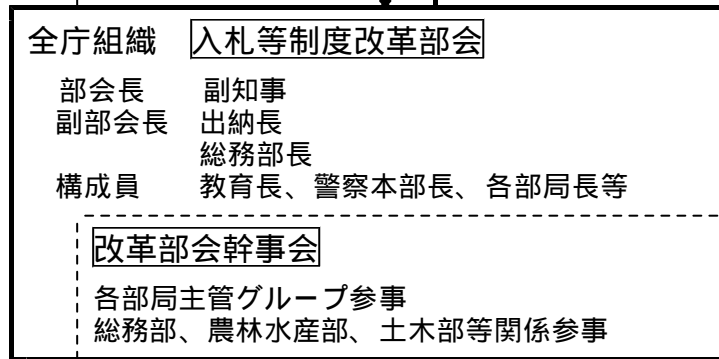 全庁組織　入札等制度改革部会
部会長　副知事
副部会長　出納長
総務部長
構成員　教育長、警察本部長、各部局長等
改革部会幹事会
各部局主管グループ参事
総務部、農林水産部、土木部等関係参事